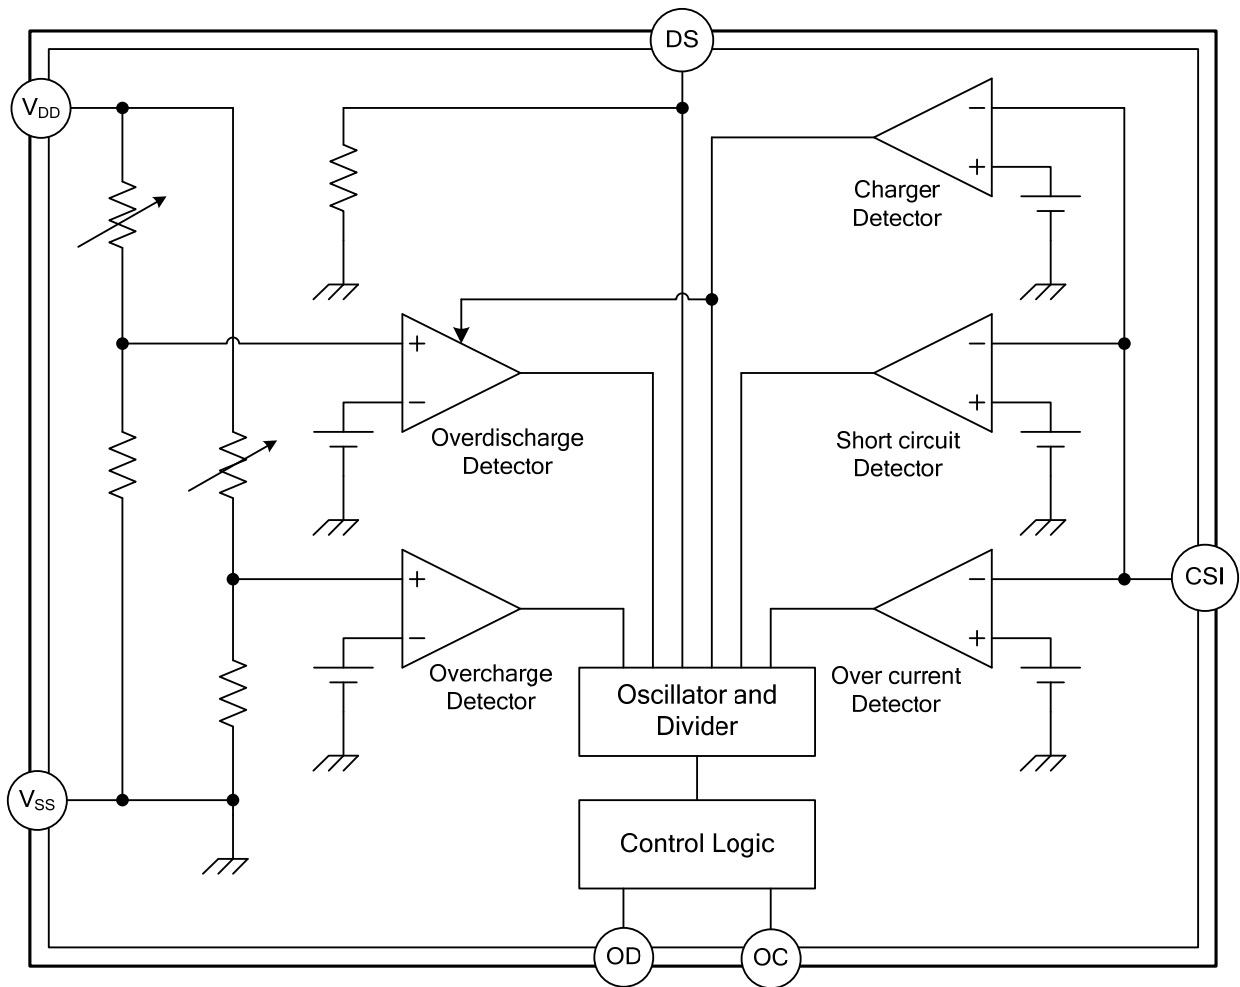 DS
VDD
−
+
Charger
Detector
+
−
Overdischarge
Detector
−
+
Short circuit
Detector
+
−
Overcharge
Detector
−
+
Over current
Detector
CSI
Oscillator and
Divider
VSS
Control Logic
OD
OC